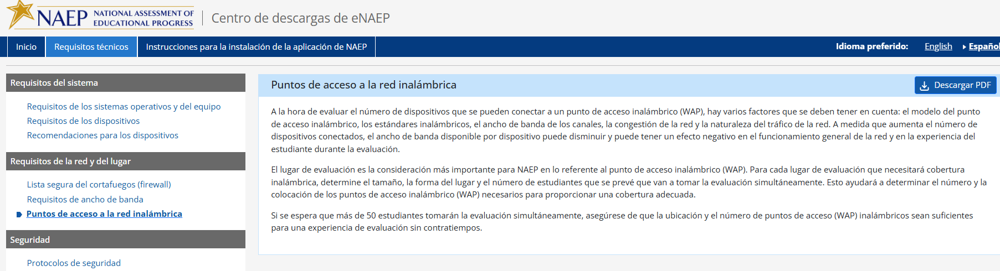 NAEP NATIONAL ASSESSMENT OF
EDUCATIONAL PROGRESS
Centro de descargas de eNAEP
Inicio
Requisitos técnicos
Instrucciones para la instalación de la aplicación de NAEP
Idioma preferido:
English
Español
Requisitos del sistema
Requisitos de los sistemas operativos y del equipo
Requisitos de los dispositivos
Recomendaciones para los dispositivos
Requisitos de la red y del lugar
Lista segura del cortafuegos (firewall)
Requisitos de ancho de banda
Puntos de acceso a la red inalámbrica
Seguridad
Protocolos de seguridad
Puntos de acceso a la red inalámbrica
Descargar PDF
A la hora de evaluar el número de dispositivos que se pueden conectar a un punto de acceso inalámbrico (WAP), hay varios factores que se deben tener en cuenta: el modelo del punto
de acceso inalámbrico, los estándares inalámbricos, el ancho de banda de los canales, la congestión de la red y la naturaleza del tráfico de la red. A medida que aumenta el número de
dispositivos conectados, el ancho de banda disponible por dispositivo puede disminuir y puede tener un efecto negativo en el funcionamiento general de la red y en la experiencia del
estudiante durante la evaluación.
El lugar de evaluación es la consideración más importante para NAEP en lo referente al punto de acceso inalámbrico (WAP). Para cada lugar de evaluación que necesitará cobertura
inalámbrica, determine el tamaño, la forma del lugar y el número de estudiantes que se prevé que van a tomar la evaluación simultáneamente. Esto ayudará a determinar el número y la
colocación de los puntos de acceso inalámbrico (WAP) necesarios para proporcionar una cobertura adecuada.
Si se espera que más de 50 estudiantes tomarán la evaluación simultáneamente, asegúrese de que la ubicación y el número de puntos de acceso (WAP) inalámbricos sean suficientes
para una experiencia de evaluación sin contratiempos.